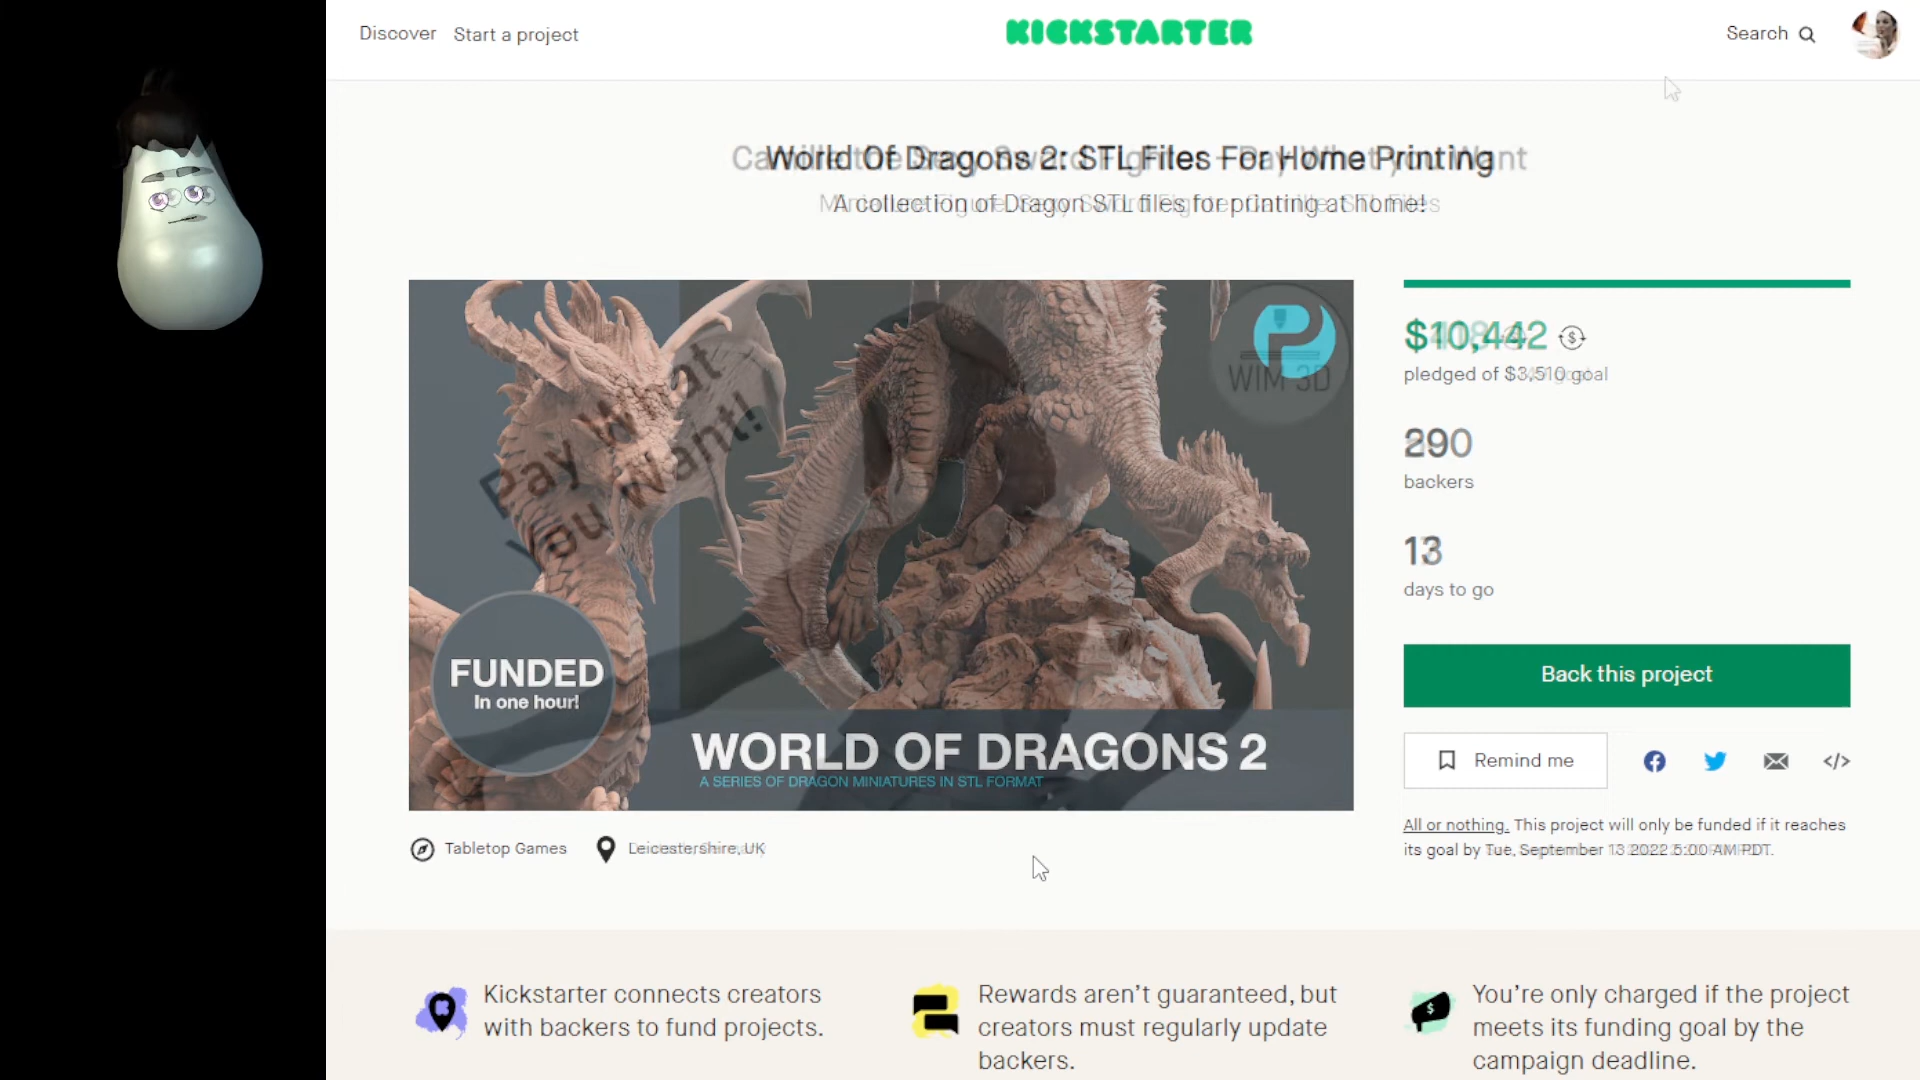 Discover
Start a project
KICKSTARTER
Search
World Of Dragons 2: STL Files For Home Printing
A collection of Dragon STL files for printing at home!
Pay What
You Want!
WIM 3D
FUNDED
In one hour!
WORLD OF DRAGONS 2
A SERIES OF DRAGON MINIATURES IN STL FORMAT
$10,442
pledged of $3,510 goal
290
backers
13
days to go
Back this project
Remind me
All or nothing. This project will only be funded if it reaches
its goal by Tue, September 13 2022 5:00 AM PDT.
Tabletop Games
Leicestershire, UK
Kickstarter connects creators
with backers to fund projects.
Rewards aren't guaranteed, but
creators must regularly update
backers.
You're only charged if the project
meets its funding goal by the
campaign deadline.